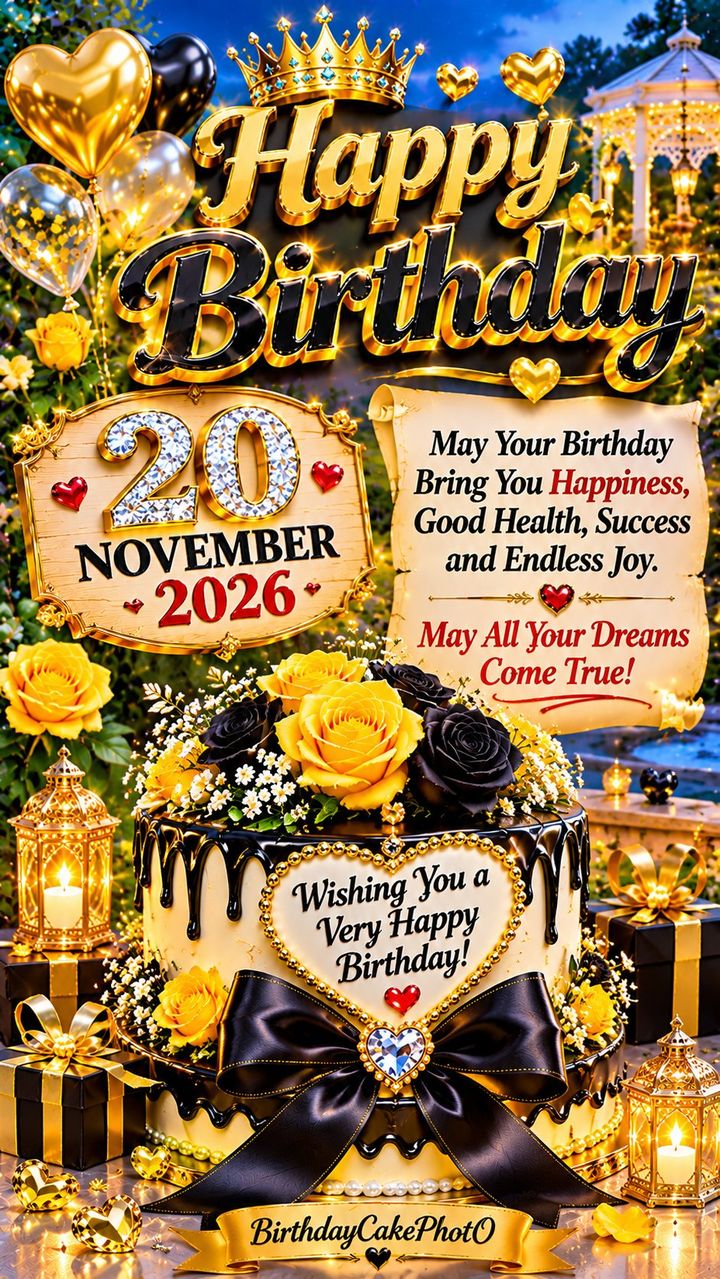 Happy
Birthday
20
NOVEMBER
2026
May Your Birthday
Bring You Happiness,
Good Health, Success
and Endless Joy.
May All Your Dreams
Come True!
Wishing You a
Very Happy
Birthday!
BirthdayCakePhotO